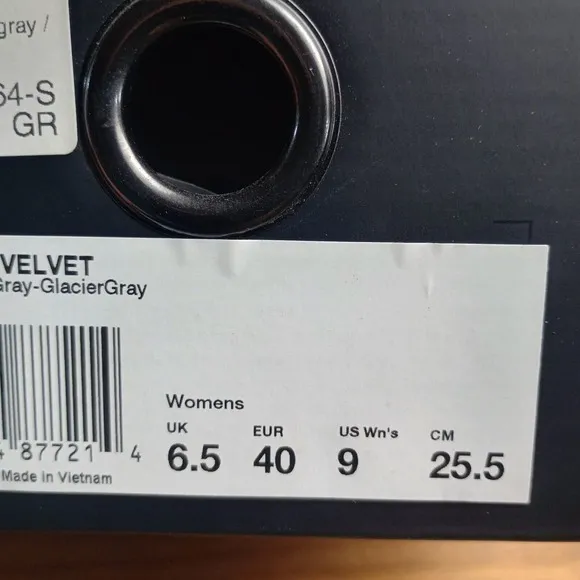 gray /
64-S
GR
VELVET
Gray-GlacierGray
Womens
UK EUR US Wn's CM
6.5 40 9 25.5
87721 4
Made in Vietnam